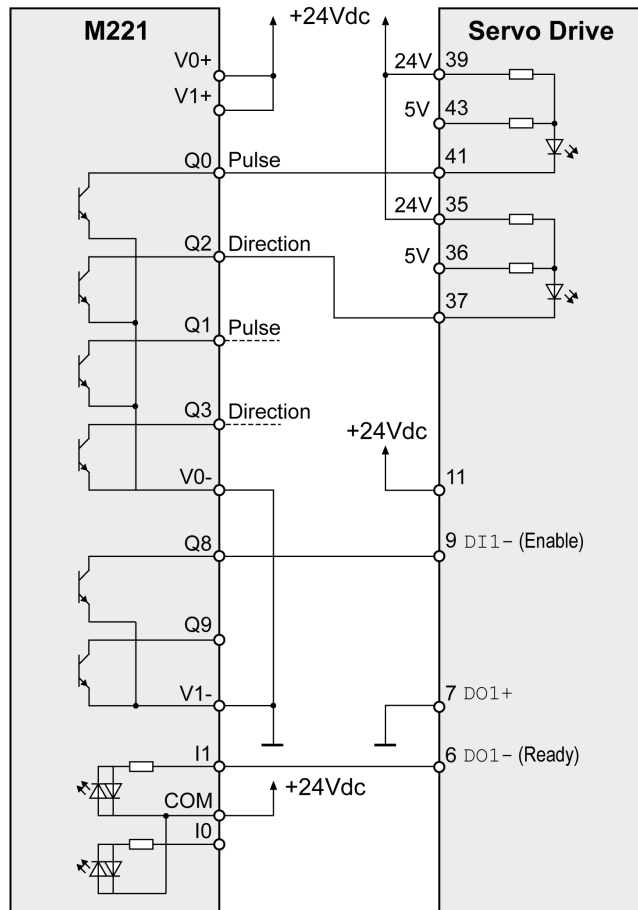 M221
+24Vdc
Servo Drive
V0+
V1+
24V
39
5V
43
Q0
Pulse
41
24V
35
Q2
Direction
5V
36
37
Q1
Pulse
Q3
Direction
+24Vdc
V0-
11
Q8
9 DI1- (Enable)
Q9
V1-
7 DO1+
I1
6 DO1- (Ready)
+24Vdc
COM
I0